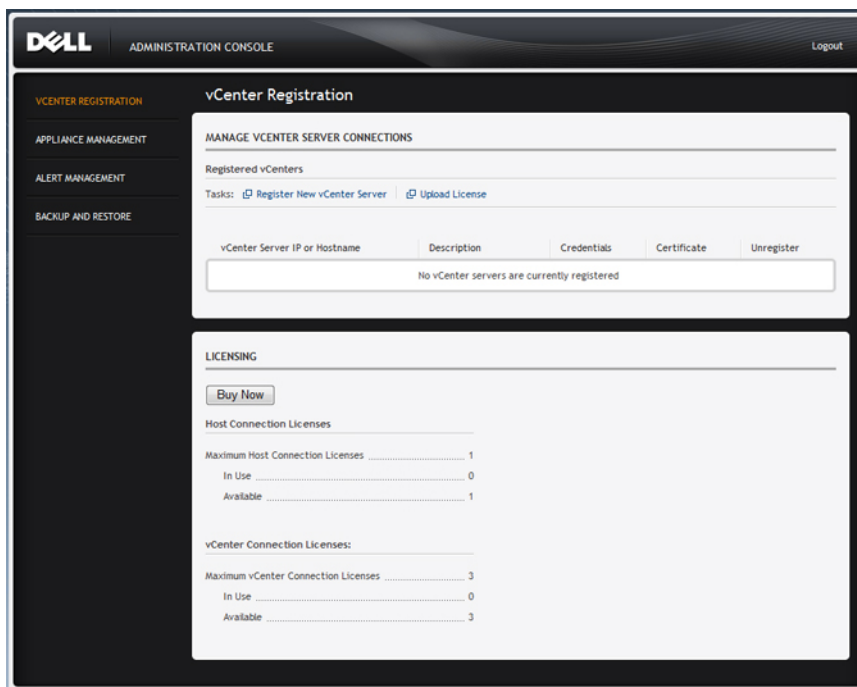 DELL ADMINISTRATION CONSOLE Logout
VCENTER REGISTRATION
APPLIANCE MANAGEMENT
ALERT MANAGEMENT
BACKUP AND RESTORE
vCenter Registration
MANAGE VCENTER SERVER CONNECTIONS
Registered vCenters
Tasks: Register New vCenter Server Upload License
vCenter Server IP or Hostname Description Credentials Certificate Unregister
No vCenter servers are currently registered
LICENSING
Buy Now
Host Connection Licenses
Maximum Host Connection Licenses 1
In Use 0
Available 1
vCenter Connection Licenses:
Maximum vCenter Connection Licenses 3
In Use 0
Available 3